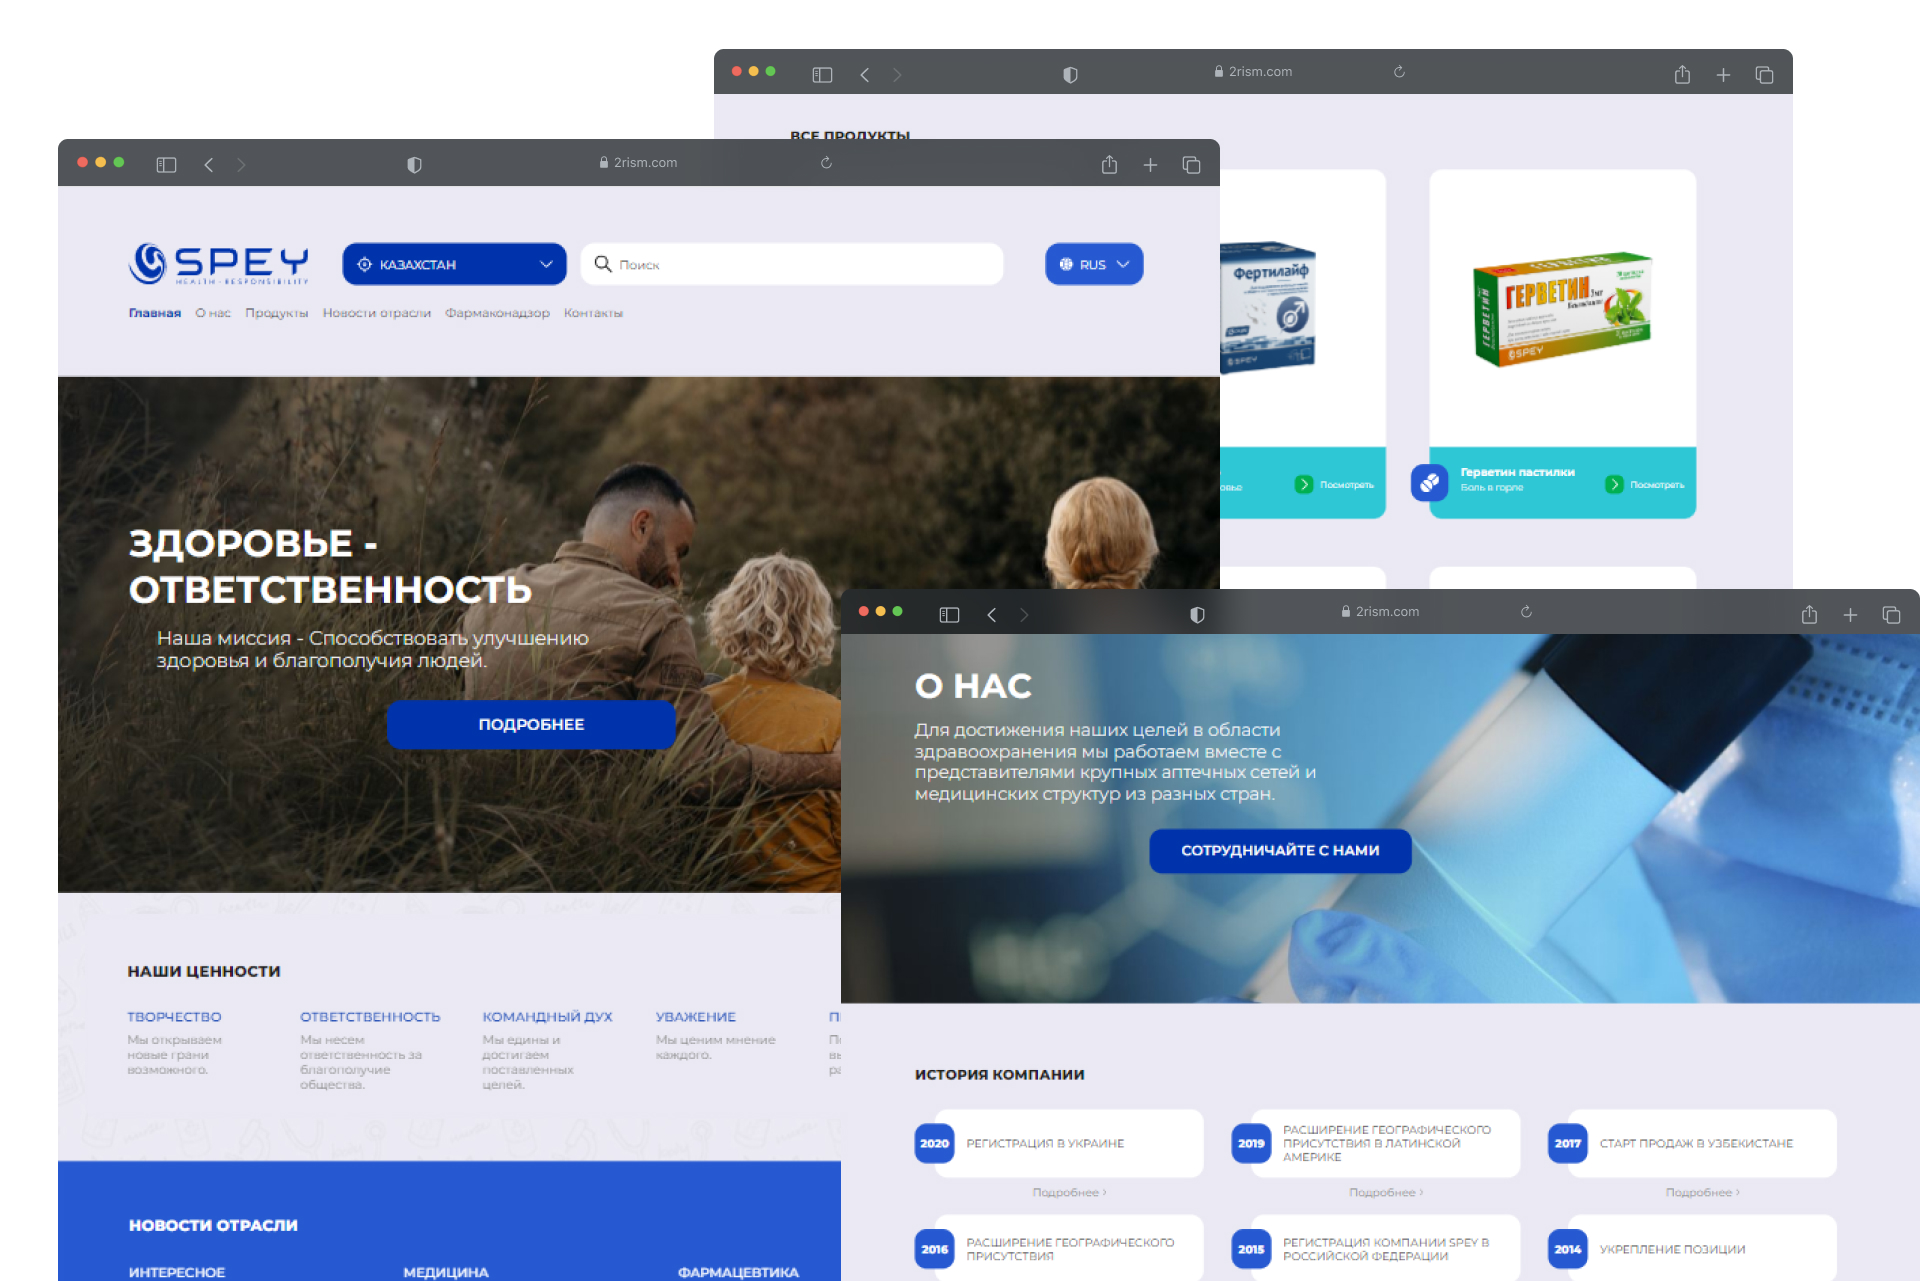 2rism.com
ВСЕ ПРОДУКТЫ
Фертилайф
SPEY
ГЕРВЕТИН
ГЕРВЕТИН
ГЕРВЕТИН
SPEY
Посмотреть
Герветин пастилки
Боль в горле
Посмотреть
2rism.com
SPEY
HEALTH - RESPONSIBILITY
КАЗАХСТАН
Поиск
RUS
Главная О нас Продукты Новости отрасли Фармаконадзор Контакты
ЗДОРОВЬЕ -
ОТВЕТСТВЕННОСТЬ
Наша миссия - Способствовать улучшению
здоровья и благополучия людей.
ПОДРОБНЕЕ
НАШИ ЦЕННОСТИ
ТВОРЧЕСТВО
Мы открываем
новые грани
возможного.
ОТВЕТСТВЕННОСТЬ
Мы несем
ответственность за
благополучие
общества.
КОМАНДНЫЙ ДУХ
Мы едины и
достигаем
поставленных
целей.
УВАЖЕНИЕ
Мы ценим мнение
каждого.
НОВОСТИ ОТРАСЛИ
ИНТЕРЕСНОЕ
МЕДИЦИНА
ФАРМАЦЕВТИКА
2rism.com
О НАС
Для достижения наших целей в области
здравоохранения мы работаем вместе с
представителями крупных аптечных сетей и
медицинских структур из разных стран.
СОТРУДНИЧАЙТЕ С НАМИ
ИСТОРИЯ КОМПАНИИ
2020
РЕГИСТРАЦИЯ В УКРАИНЕ
Подробнее
2019
РАСШИРЕНИЕ ГЕОГРАФИЧЕСКОГО
ПРИСУТСТВИЯ В ЛАТИНСКОЙ
АМЕРИКЕ
Подробнее
2017
СТАРТ ПРОДАЖ В УЗБЕКИСТАНЕ
Подробнее
2016
РАСШИРЕНИЕ ГЕОГРАФИЧЕСКОГО
ПРИСУТСТВИЯ
2015
РЕГИСТРАЦИЯ КОМПАНИИ SPEY В
РОССИЙСКОЙ ФЕДЕРАЦИИ
2014
УКРЕПЛЕНИЕ ПОЗИЦИИ